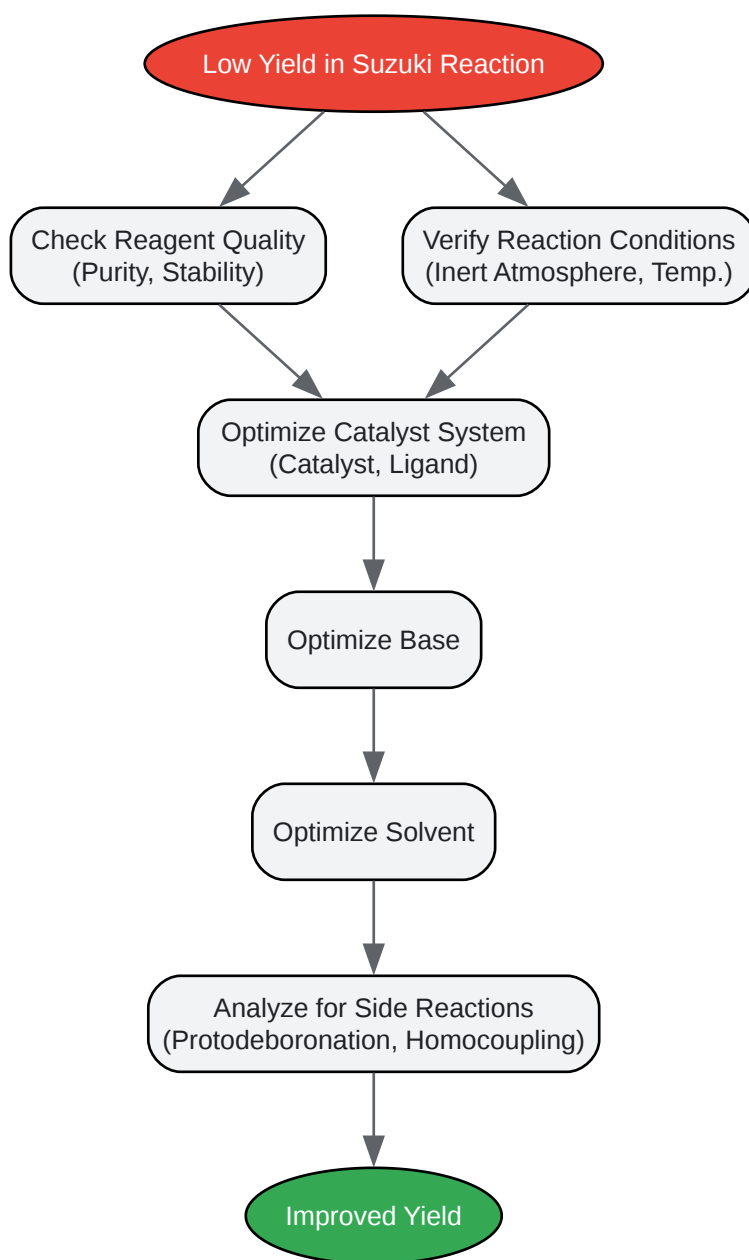 Low Yield in Suzuki Reaction
Check Reagent Quality
(Purity, Stability)
Verify Reaction Conditions
(Inert Atmosphere, Temp.)
Optimize Catalyst System
(Catalyst, Ligand)
Optimize Base
Optimize Solvent
Analyze for Side Reactions
(Protodeboronation, Homocoupling)
Improved Yield